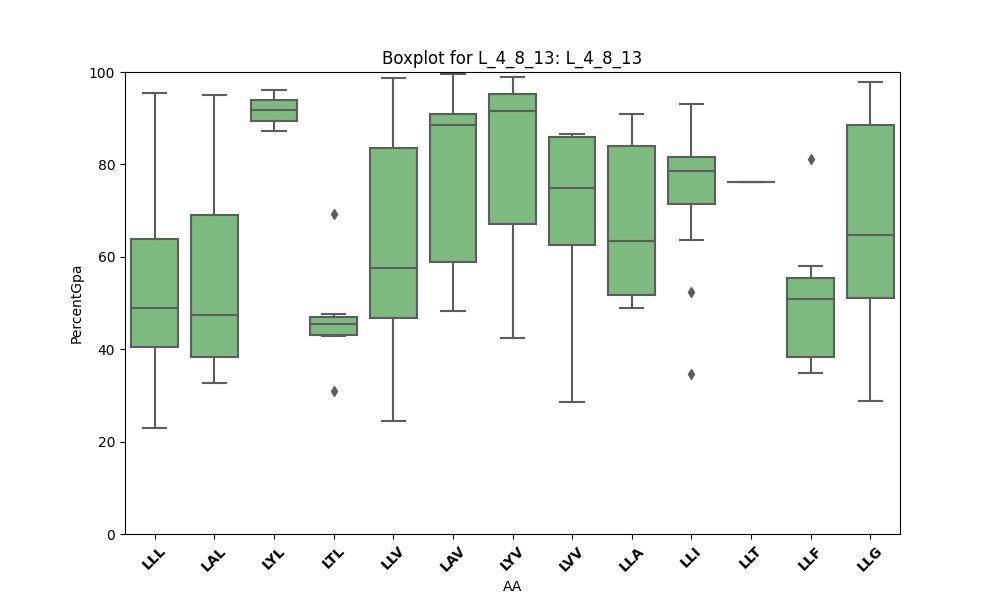 Boxplot for L_4_8_13: L_4_8_13
100
80
60
40
20
0
PercentGpa
LLL LAL LYL LTL LLV LAV LYV LVV LLA LLI LLT LLF LLG
AA